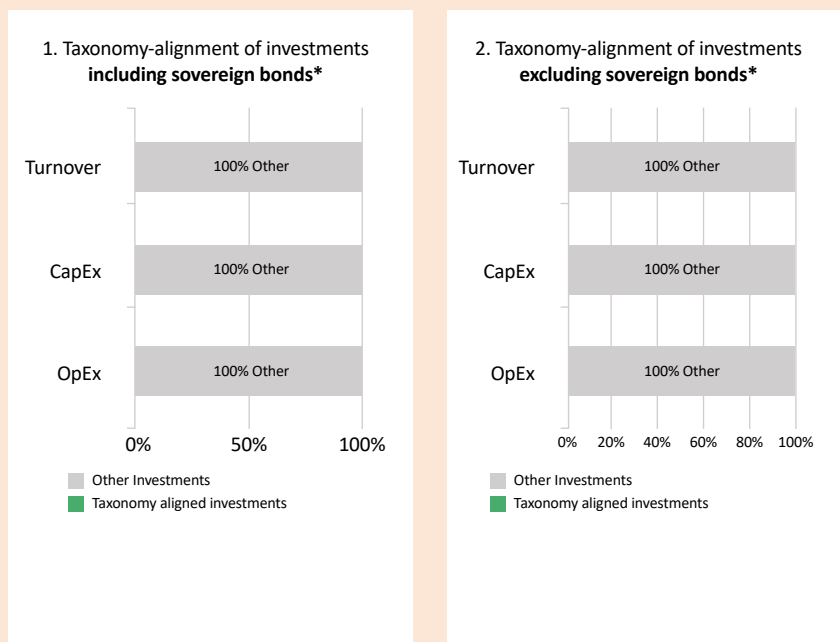 1. Taxonomy-alignment of investments
including sovereign bonds*
Turnover
100% Other
CapEx
100% Other
OpEx
100% Other
0% 50% 100%
Other Investments
Taxonomy aligned investments
2. Taxonomy-alignment of investments
excluding sovereign bonds*
Turnover
100% Other
CapEx
100% Other
OpEx
100% Other
0% 20% 40% 60% 80% 100%
Other Investments
Taxonomy aligned investments